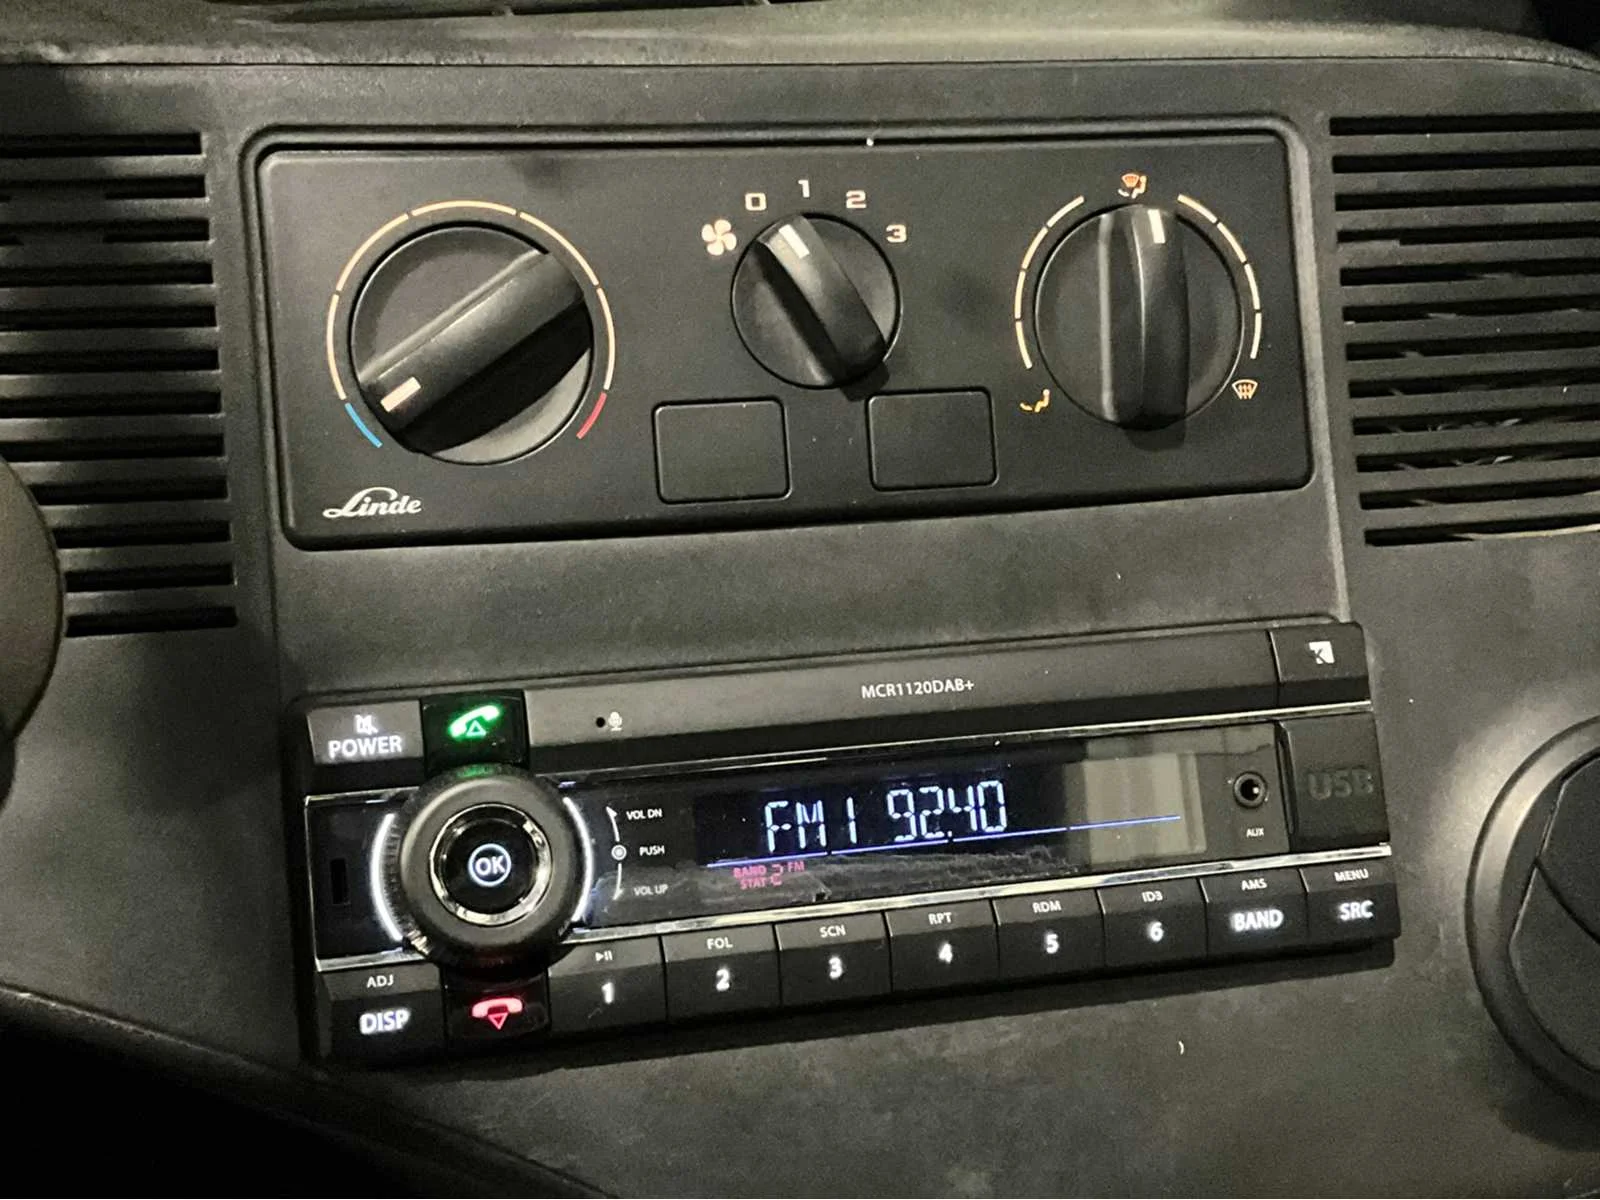 0 1 2 3
Linde
MCR1120DAB+
POWER
VOL DN
PUSH
VOL UP
OK
FM1 92.40
BAND 2 FM
STAT
AUX
USB
ADJ
DISP
1
FOL
2
SCN
3
RPT
4
RDM
5
ID3
6
AMS
BAND
MENU
SRC